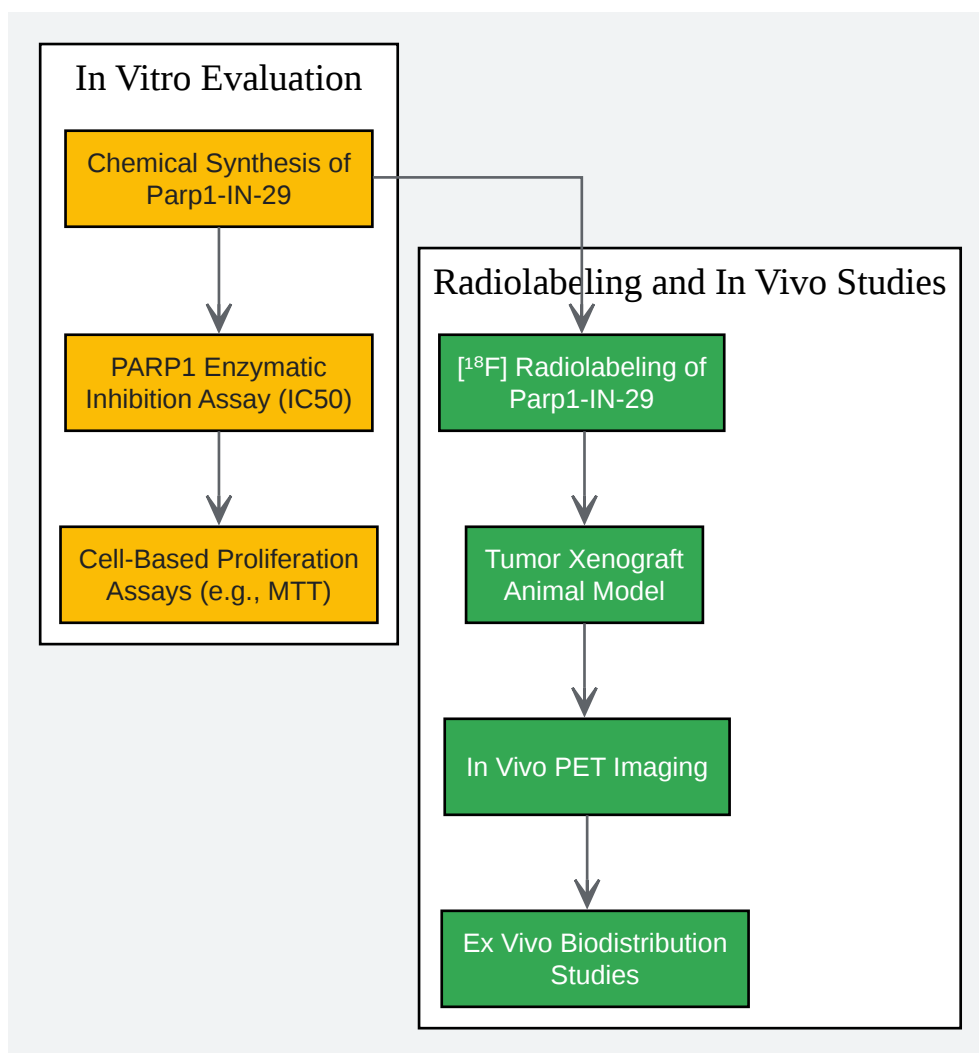 In Vitro Evaluation
Chemical Synthesis of
Parp1-IN-29
PARP1 Enzymatic
Inhibition Assay (IC50)
Cell-Based Proliferation
Assays (e.g., MTT)
Radiolabeling and In Vivo Studies
[¹⁸F] Radiolabeling of
Parp1-IN-29
Tumor Xenograft
Animal Model
In Vivo PET Imaging
Ex Vivo Biodistribution
Studies